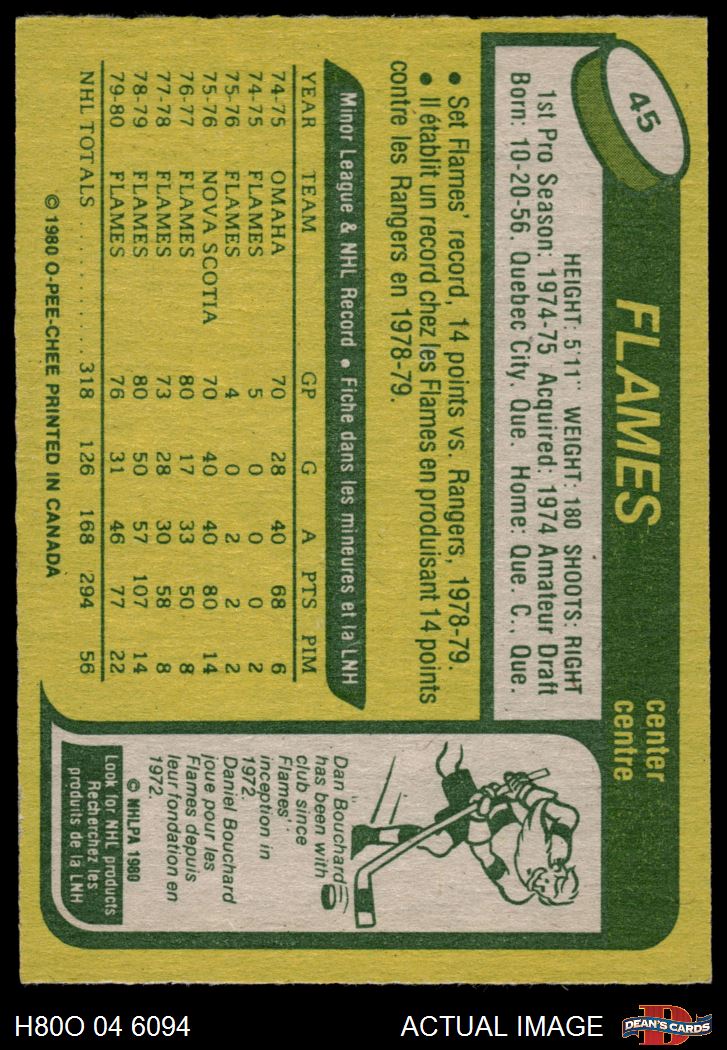 45
FLAMES
center
centre
HEIGHT: 5'11" WEIGHT: 180 SHOOTS: RIGHT
1st Pro Season: 1974-75 Acquired: 1974 Amateur Draft
Born: 10-20-56. Quebec City. Que. Home: Que. C., Que.
• Set Flames' record, 14 points vs. Rangers, 1978-79.
• Il établit un record chez les Flames en produisant 14 points
contre les Rangers en 1978-79.
Minor League & NHL Record • Fiche dans les mineures et la LNH
YEAR TEAM GP G A PTS PIM
74-75 OMAHA 70 28 40 68 6
74-75 FLAMES 5 0 0 0 2
75-76 FLAMES 4 0 2 2 2
75-76 NOVA SCOTIA 70 40 40 80 14
76-77 FLAMES 80 17 33 50 8
77-78 FLAMES 73 28 30 58 8
78-79 FLAMES 80 50 57 107 14
79-80 FLAMES 76 31 46 77 22
NHL TOTALS .......... 318 126 168 294 56
© 1980 O-PEE-CHEE PRINTED IN CANADA
Dan Bouchard
has been with
club since
Flames'
inception in
1972.
Daniel Bouchard
joue pour les
Flames depuis
leur fondation en
1972.
© NHLPA 1980
Look for NHL products
Recherchez les
produits de la LNH
H80O 04 6094
ACTUAL IMAGE
D
DEAN'S CARDS